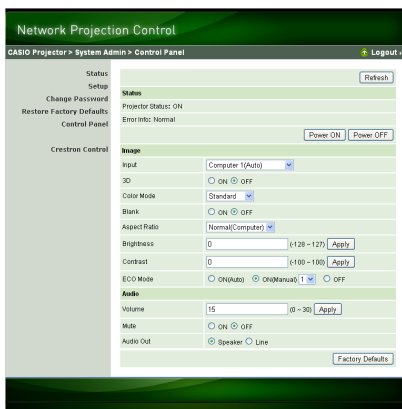 Network Projection Control
CASIO Projector > System Admin > Control Panel
Logout
Status
Setup
Change Password
Restore Factory Defaults
Control Panel
Crestron Control
Refresh
Status
Projector Status: ON
Error Info: Normal
Power ON Power OFF
Image
Input Computer 1(Auto)
3D ON OFF
Color Mode Standard
Blank ON OFF
Aspect Ratio Normal(Computer)
Brightness 0 (-128 ~ 127) Apply
Contrast 0 (-100 ~ 100) Apply
ECO Mode ON(Auto) ON(Manual) 1 OFF
Audio
Volume 15 (0 ~ 30) Apply
Mute ON OFF
Audio Out Speaker Line
Factory Defaults